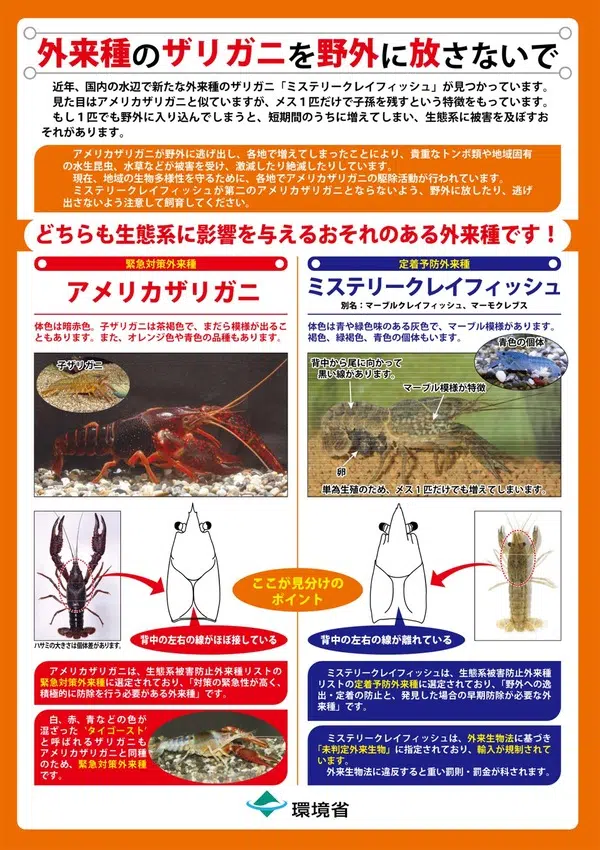 外来種のザリガニを野外に放さないで
近年、国内の水辺で新たな外来種のザリガニ「ミステリークレイフィッシュ」が見つかっています。
見た目はアメリカザリガニと似ていますが、メス１匹だけで子孫を残すという特徴をもっています。
もし１匹でも野外に入り込んでしまうと、短期間のうちに増えてしまい、生態系に被害を及ぼすお
それがあります。
アメリカザリガニが野外に逃げ出し、各地で増えてしまったことにより、貴重なトンボ類や地域固有
の水生昆虫、水草などが被害を受け、激減したり絶滅したりしています。
現在、地域の生物多様性を守るために、各地でアメリカザリガニの駆除活動が行われています。
ミステリークレイフィッシュが第二のアメリカザリガニとならないよう、野外に放したり、逃げ
出さないよう注意して飼育してください。
どちらも生態系に影響を与えるおそれのある外来種です！
緊急対策外来種
アメリカザリガニ
体色は暗赤色。子ザリガニは茶褐色で、まだら模様が出るこ
ともあります。また、オレンジ色や青色の品種もあります。
子ザリガニ
ハサミの大きさは個体差があります。
背中の左右の線がほぼ接している
アメリカザリガニは、生態系被害防止外来種リストの
緊急対策外来種に選定されており、「対策の緊急性が高く、
積極的に防除を行う必要がある外来種」です。
白、赤、青などの色が
混ざった「タイゴースト」
と呼ばれるザリガニも
アメリカザリガニと同種
のため、緊急対策外来種
です。
定着予防外来種
ミステリークレイフィッシュ
別名：マーブルクレイフィッシュ、マーモクレブス
体色は青や緑色味のある灰色で、マーブル模様があります。
褐色、緑褐色、青色の個体もいます。
青色の個体
背中から尾に向かって
黒い線があります。
マーブル模様が特徴
卵
単為生殖のため、メス１匹だけでも増えてしまいます。
ここが見分けの
ポイント
背中の左右の線が離れている
ミステリークレイフィッシュは、生態系被害防止外来種
リストの定着予防外来種に選定されており、「野外への逸
出・定着の防止と、発見した場合の早期防除が必要な外
来種」です。
ミステリークレイフィッシュは、外来生物法に基づき
「未判定外来生物」に指定されており、輸入が規制されて
います。
外来生物法に違反すると重い罰則・罰金が科されます。
環境省